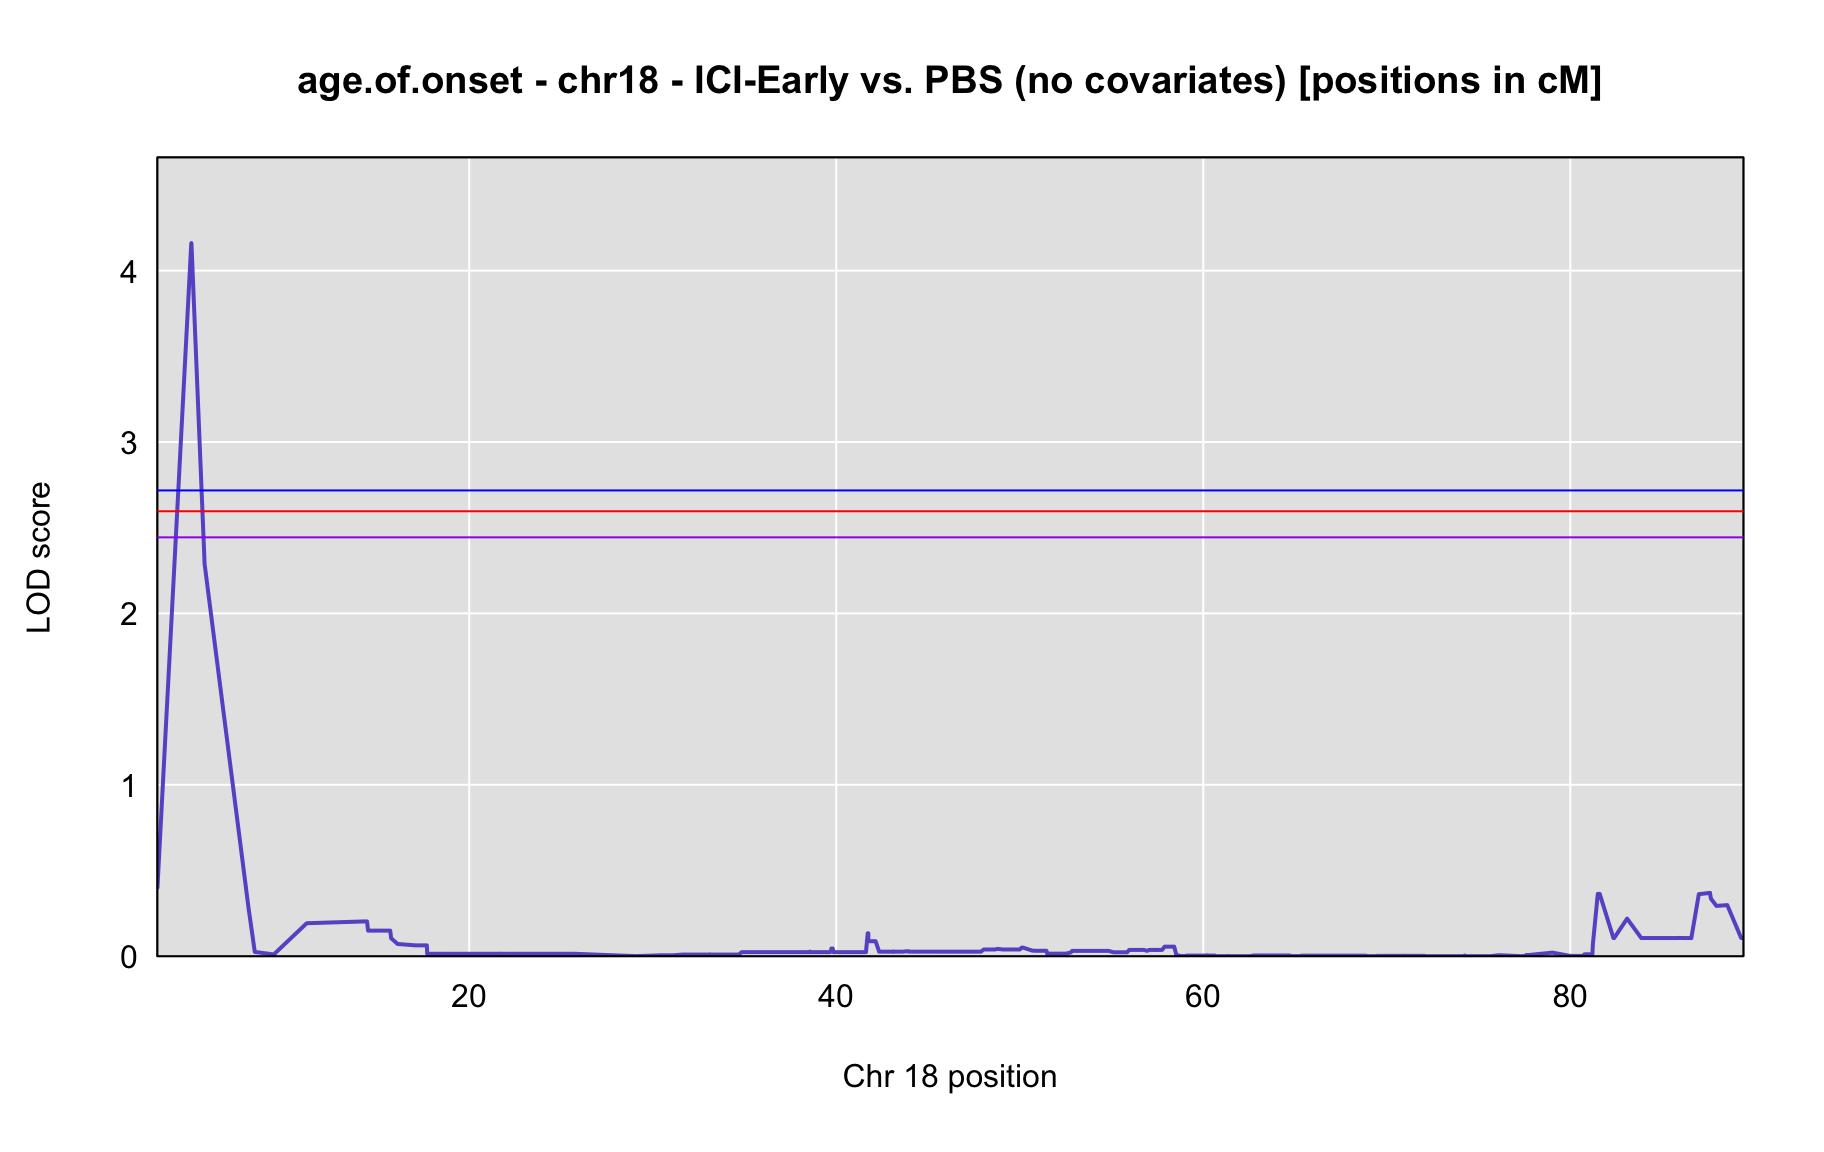 age.of.onset - chr18 - ICI-Early vs. PBS (no covariates) [positions in cM]
LOD score
4
3
2
1
0
20 40 60 80
Chr 18 position